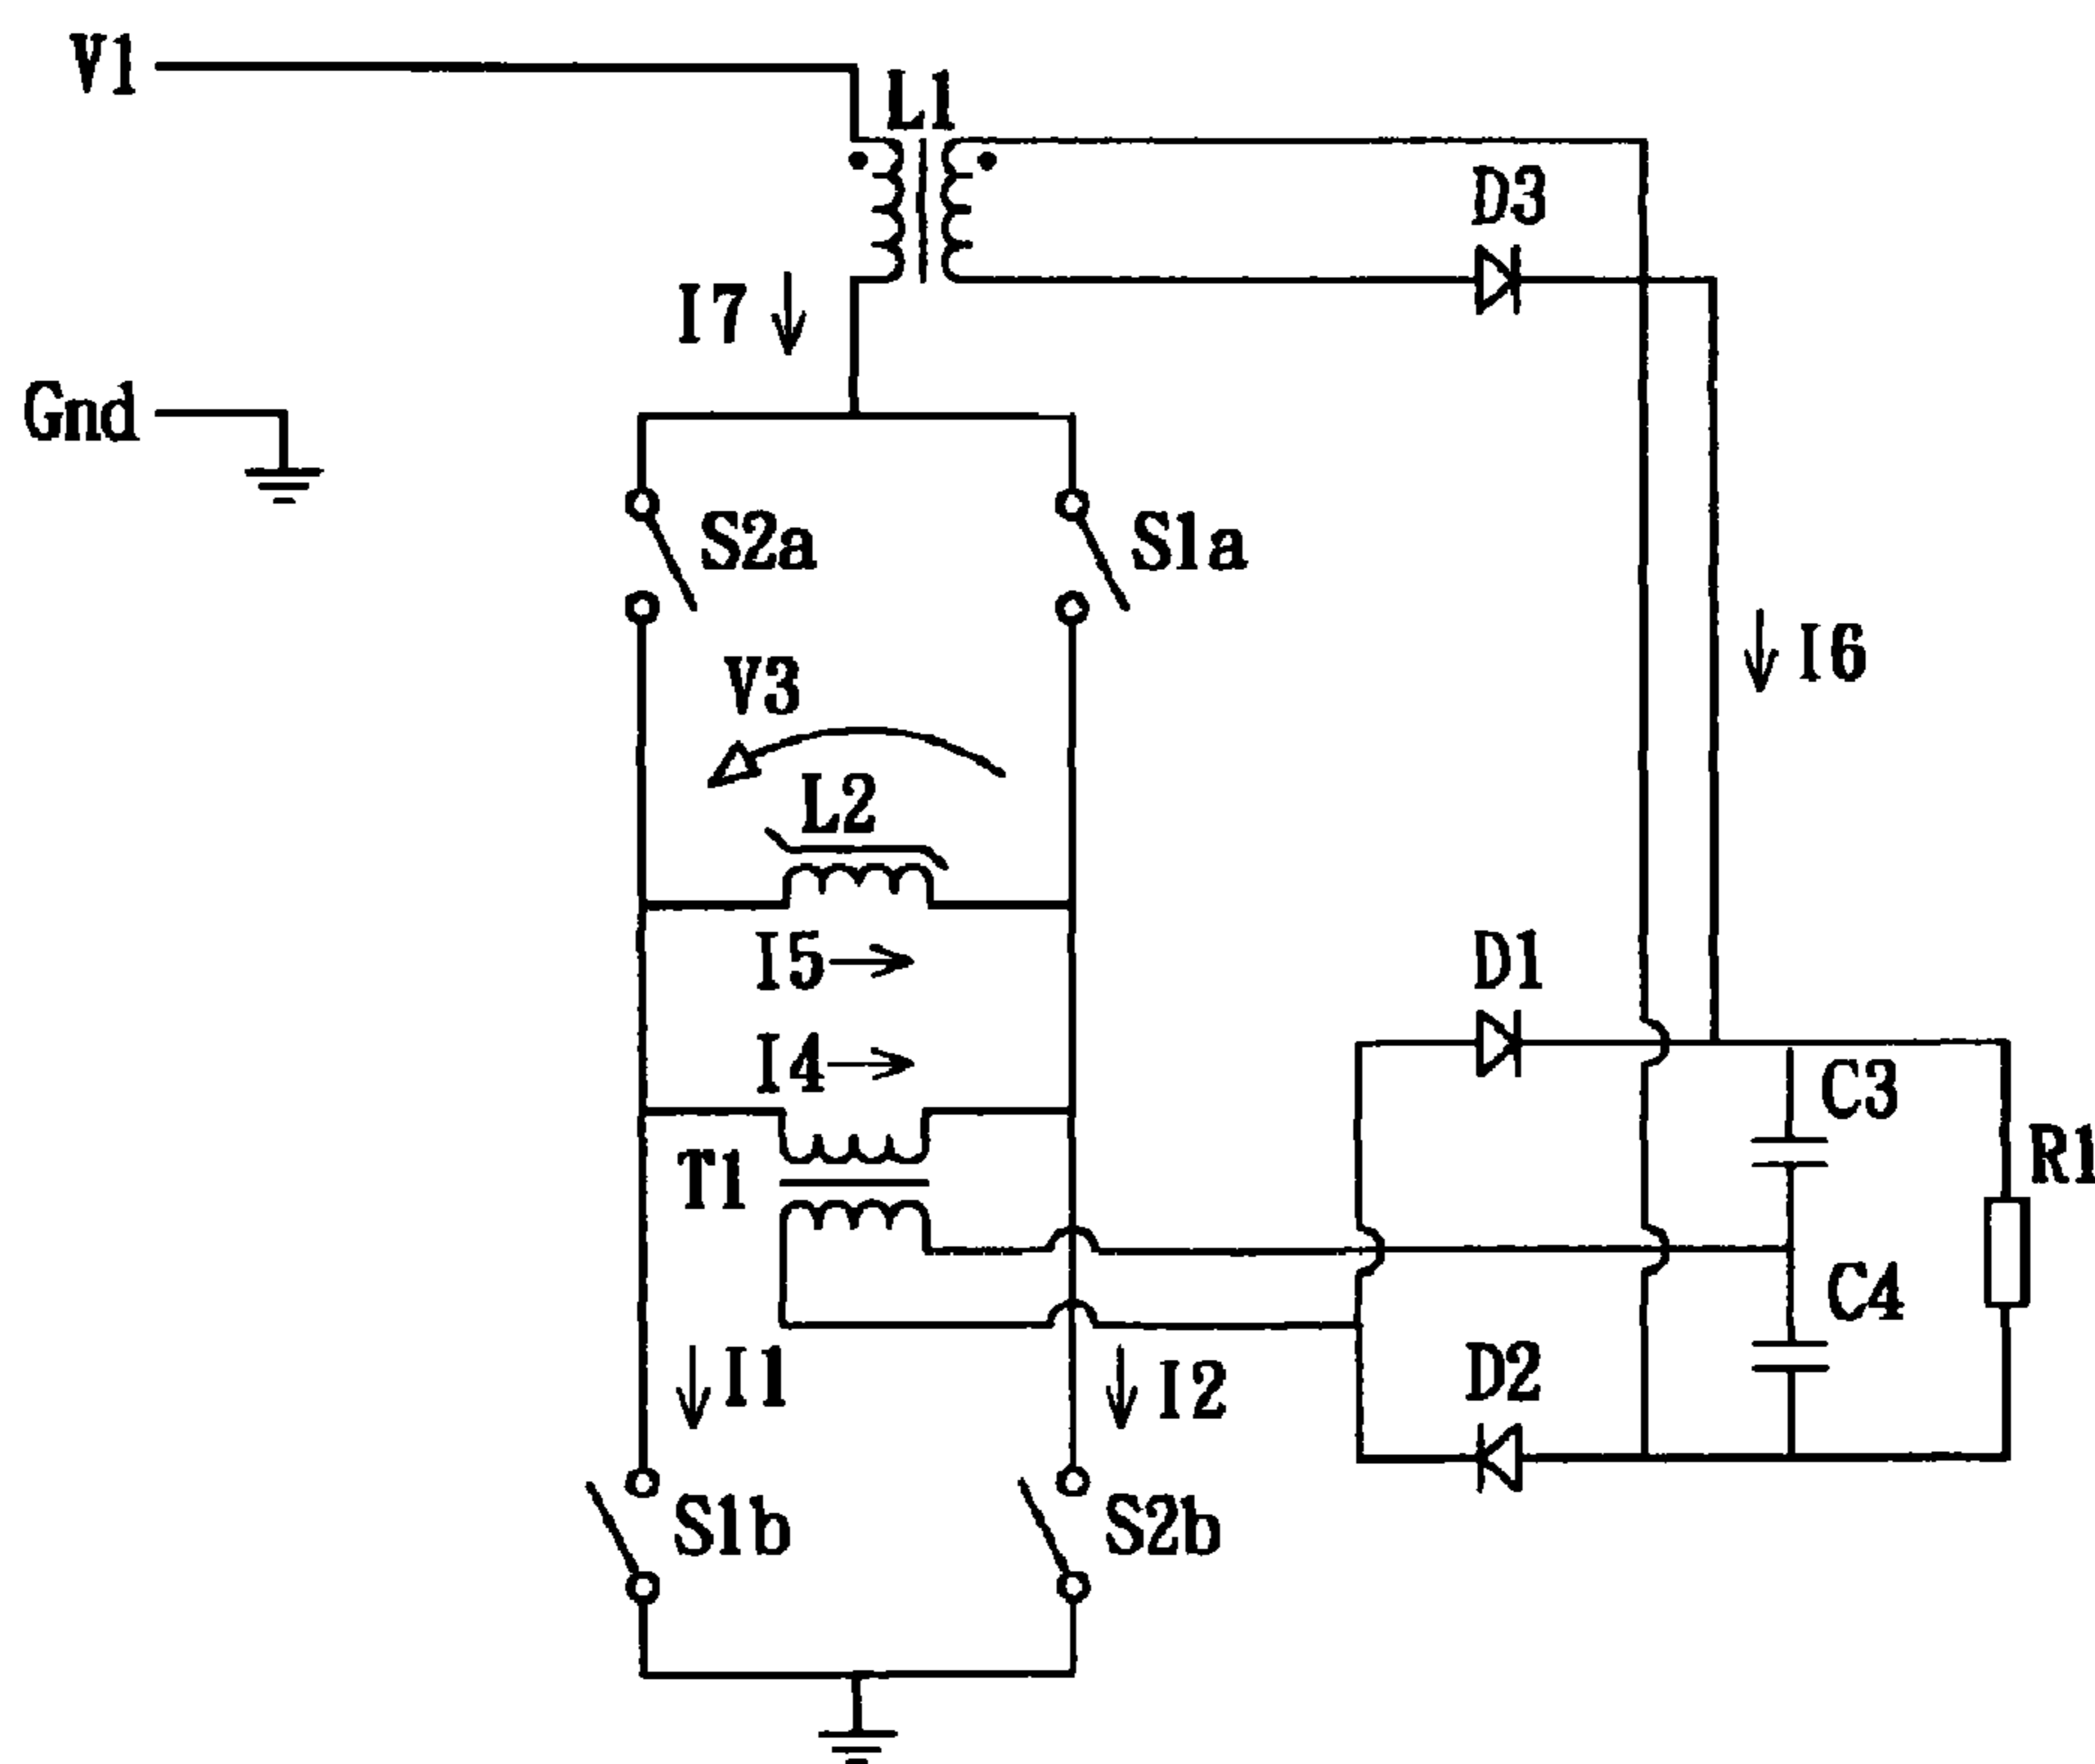 V1
L1
D3
I7
Gnd
S2a
S1a
V3
I6
L2
I5
D1
I4
C3
T1
R1
C4
I1
I2
D2
S1b
S2b